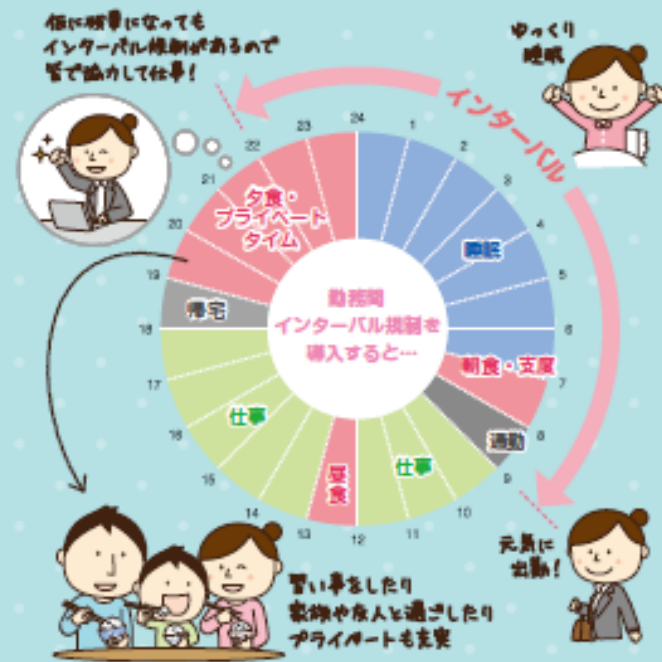 仮に残業になっても
インターバル規制があるので
皆で協力して仕事!
ゆっくり
睡眠
インターバル
24
1
2
3
4
5
6
7
8
9
10
11
12
13
14
15
16
17
18
19
20
21
22
23
夕食・
プライベート
タイム
睡眠
帰宅
勤務間
インターバル規制を
導入すると…
朝食・支度
通勤
仕事
仕事
昼食
元気に
出勤!
習い事をしたり
家族や友人と過ごしたり
プライベートも充実